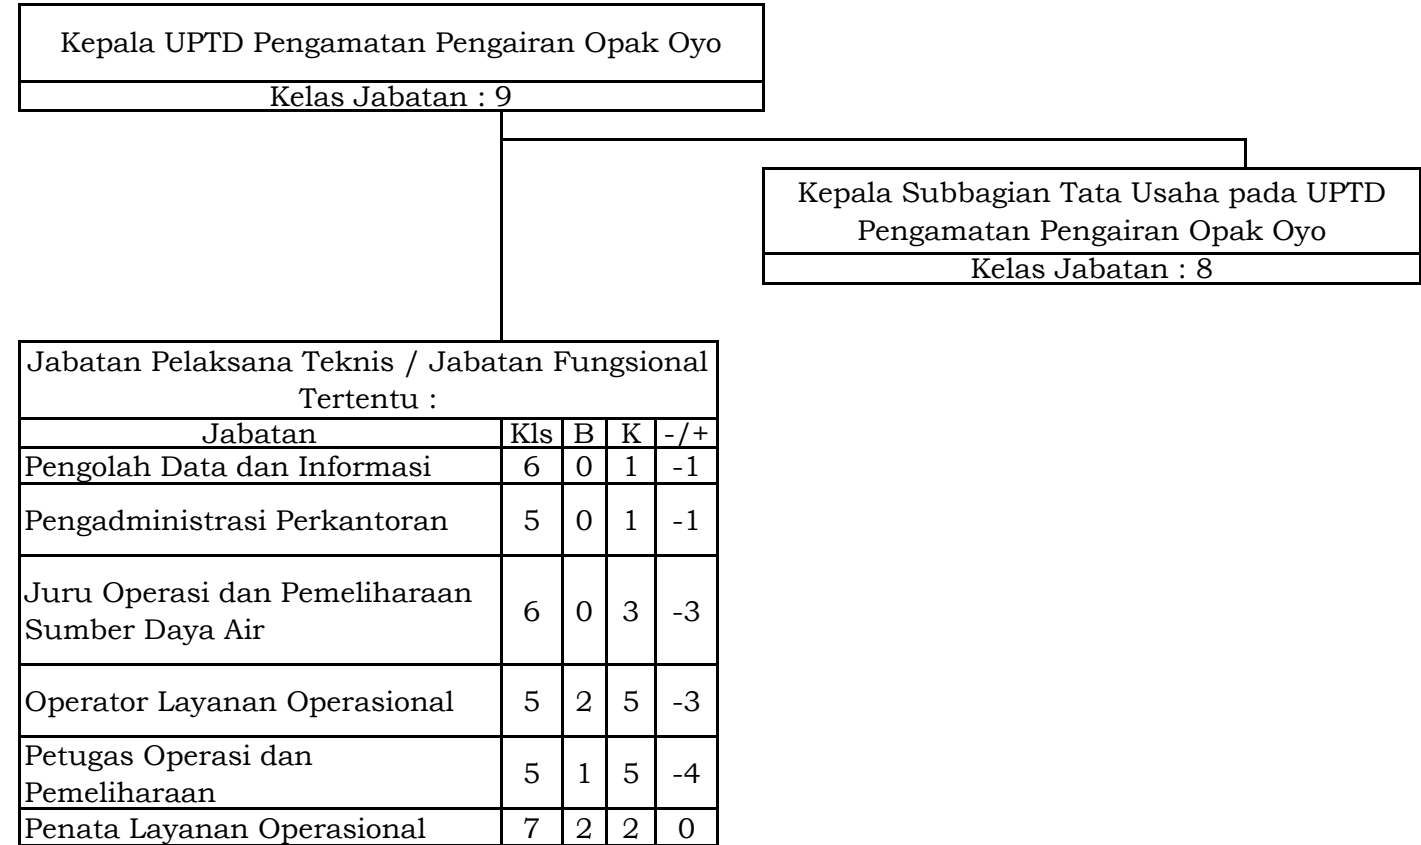 Kepala UPTD Pengamatan Pengairan Opak Oyo
Kelas Jabatan : 9
Kepala Subbagian Tata Usaha pada UPTD
Pengamatan Pengairan Opak Oyo
Kelas Jabatan : 8
Jabatan Pelaksana Teknis / Jabatan Fungsional
Tertentu :
Jabatan Kls B K -/+
Pengolah Data dan Informasi 6 0 1 -1
Pengadministrasi Perkantoran 5 0 1 -1
Juru Operasi dan Pemeliharaan
Sumber Daya Air 6 0 3 -3
Operator Layanan Operasional 5 2 5 -3
Petugas Operasi dan
Pemeliharaan 5 1 5 -4
Penata Layanan Operasional 7 2 2 0